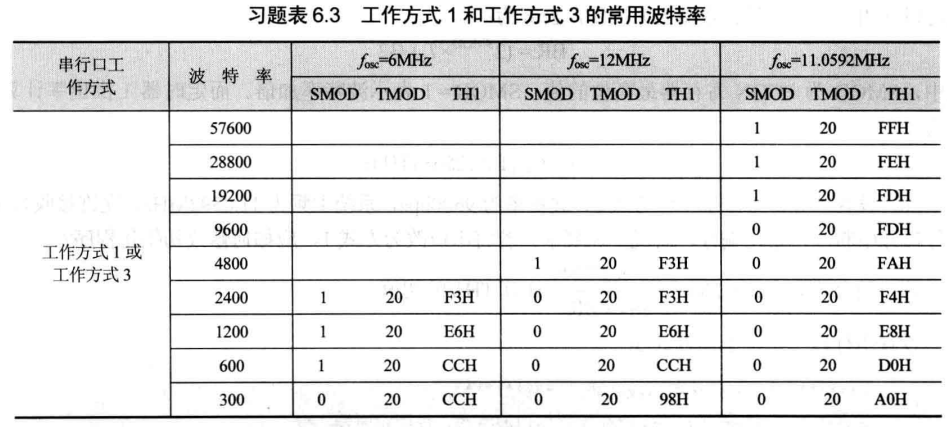 习题表 6.3 工作方式 1 和工作方式 3 的常用波特率
串行口工作方式 波特率 fosc=6MHz fosc=12MHz fosc=11.0592MHz
SMOD TMOD TH1 SMOD TMOD TH1 SMOD TMOD TH1
57600 1 20 FFH
28800 1 20 FEH
19200 1 20 FDH
9600 0 20 FDH
工作方式 1 或
工作方式 3
4800 1 20 F3H 0 20 FAH
2400 1 20 F3H 0 20 F3H 0 20 F4H
1200 1 20 E6H 0 20 E6H 0 20 E8H
600 1 20 CCH 0 20 CCH 0 20 D0H
300 0 20 CCH 0 20 98H 0 20 A0H